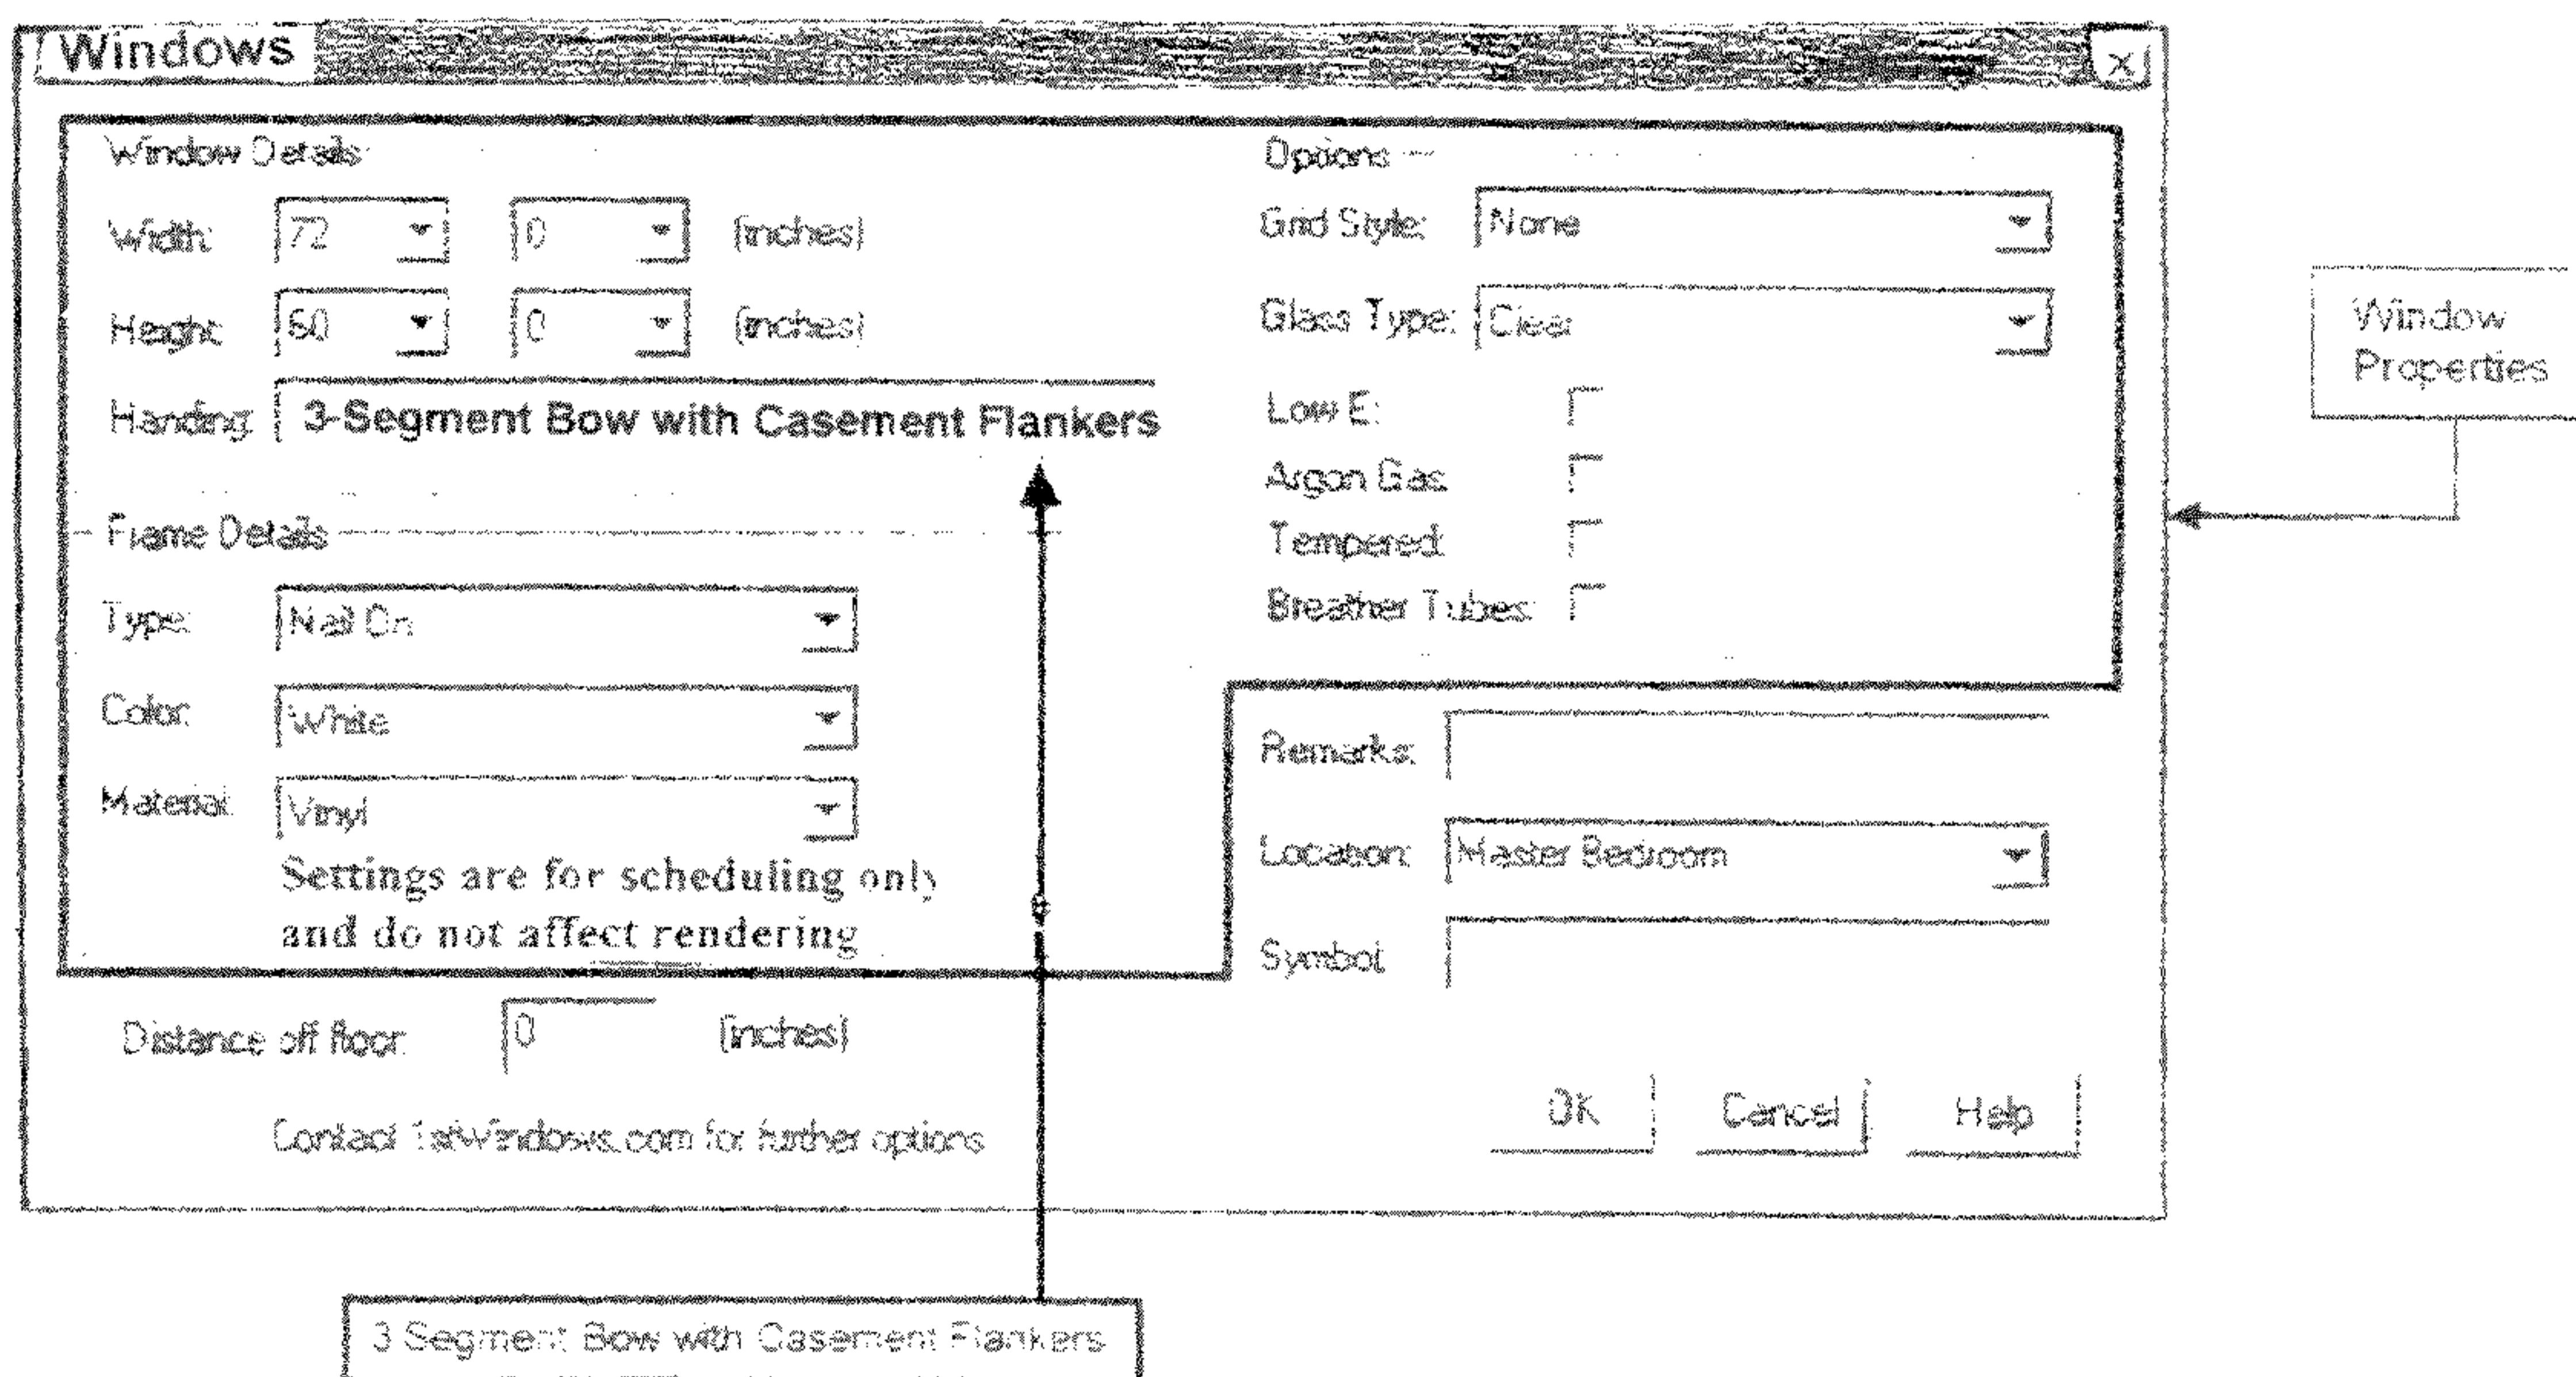 Windows
X
Window Details
Width: 72 0 (inches)
Height: 60 0 (inches)
Handing: 3-Segment Bow with Casement Flankers
Frame Details
Type: Nail On
Color: White
Material: Vinyl
Settings are for scheduling only
and do not affect rendering
Distance off floor: 0 (inches)
Contact 1stWindows.com for further options
Options
Grid Style: None
Glass Type: Clear
Low E:
Argon Gas
Tempered:
Breather Tubes:
Remarks:
Location: Master Bedroom
Symbol:
OK Cancel Help
Window
Properties
3 Segment Bow with Casement Flankers